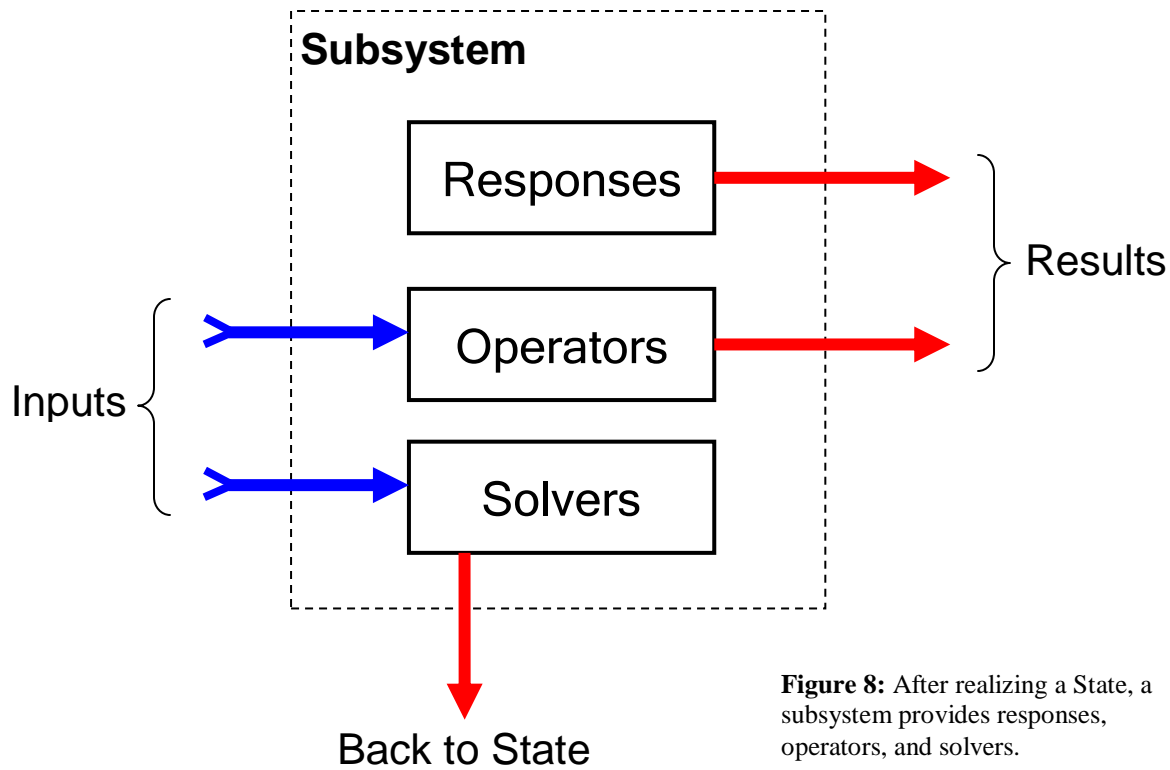 Subsystem
Responses
Results
Operators
Inputs
Solvers
Back to State
Figure 8: After realizing a State, a
subsystem provides responses,
operators, and solvers.